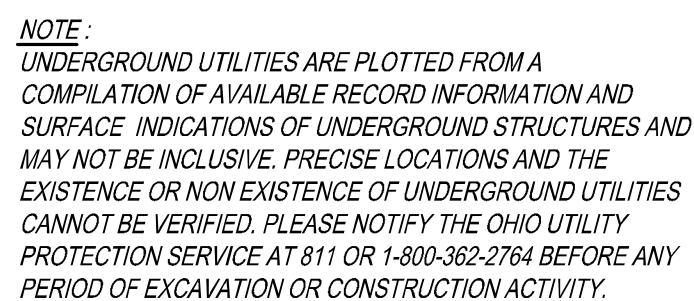 NOTE :
UNDERGROUND UTILITIES ARE PLOTTED FROM A
COMPILATION OF AVAILABLE RECORD INFORMATION AND
SURFACE INDICATIONS OF UNDERGROUND STRUCTURES AND
MAY NOT BE INCLUSIVE. PRECISE LOCATIONS AND THE
EXISTENCE OR NON EXISTENCE OF UNDERGROUND UTILITIES
CANNOT BE VERIFIED. PLEASE NOTIFY THE OHIO UTILITY
PROTECTION SERVICE AT 811 OR 1-800-362-2764 BEFORE ANY
PERIOD OF EXCAVATION OR CONSTRUCTION ACTIVITY.